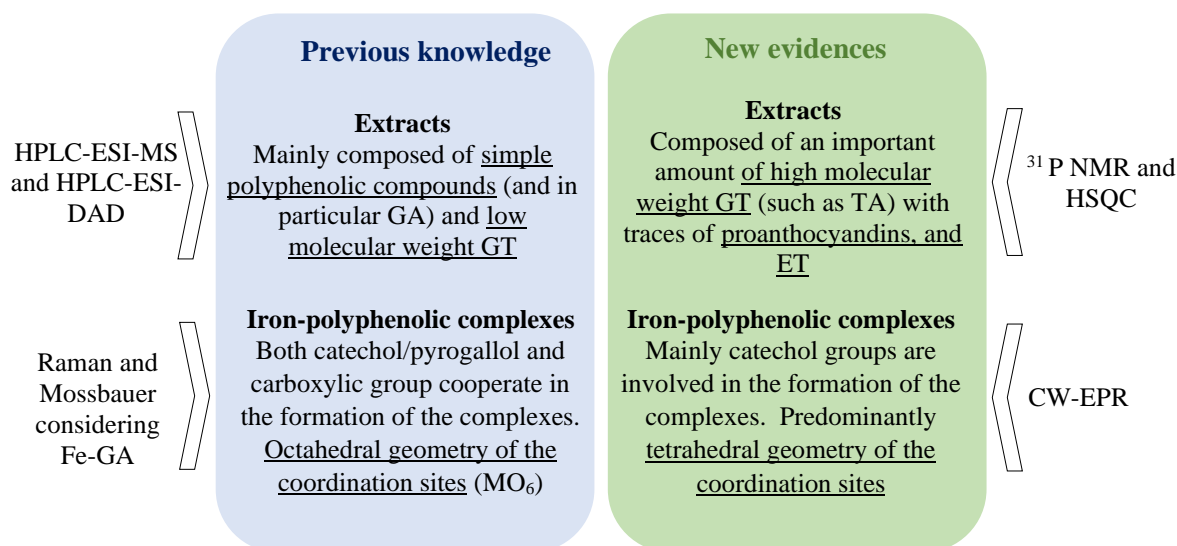 Previous knowledge
New evidences
HPLC-ESI-MS
and HPLC-ESI-
DAD
Extracts
Mainly composed of simple
polyphenolic compounds (and in
particular GA) and low
molecular weight GT
Extracts
Composed of an important
amount of high molecular
weight GT (such as TA) with
traces of proanthocyandins, and
ET
³¹ P NMR and
HSQC
Raman and
Mossbauer
considering
Fe-GA
Iron-polyphenolic complexes
Both catechol/pyrogallol and
carboxylic group cooperate in
the formation of the complexes.
Octahedral geometry of the
coordination sites (MO₆)
Iron-polyphenolic complexes
Mainly catechol groups are
involved in the formation of the
complexes. Predominantly
tetrahedral geometry of the
coordination sites
CW-EPR